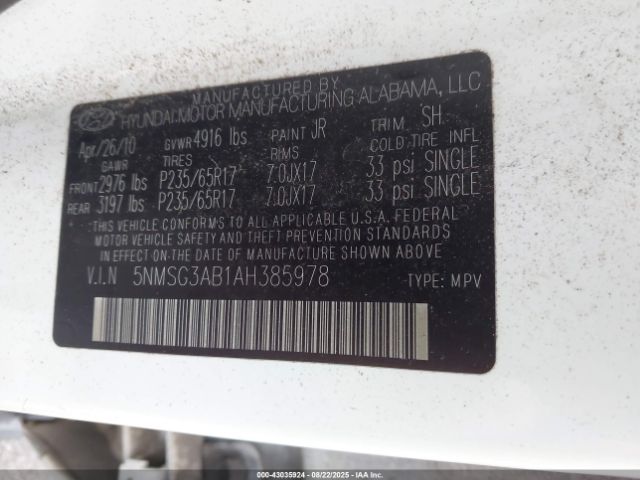 MANUFACTURED BY
HYUNDAI MOTOR MANUFACTURING ALABAMA, LLC
Apr/26/10 GVWR 4916 lbs PAINT JR TRIM SH
GAWR TIRES RIMS COLD TIRE INFL
FRONT 2976 lbs P235/65R17 7.0JX17 33 psi SINGLE
REAR 3197 lbs P235/65R17 7.0JX17 33 psi SINGLE
:THIS VEHICLE CONFORMS TO ALL APPLICABLE U.S.A. FEDERAL
MOTOR VEHICLE SAFETY AND THEFT PREVENTION STANDARDS
IN EFFECT ON THE DATE OF MANUFACTURE SHOWN ABOVE.
V.I.N 5NMSG3AB1AH385978 TYPE: MPV
000-43035924 - 08/22/2025 - IAAI.COM